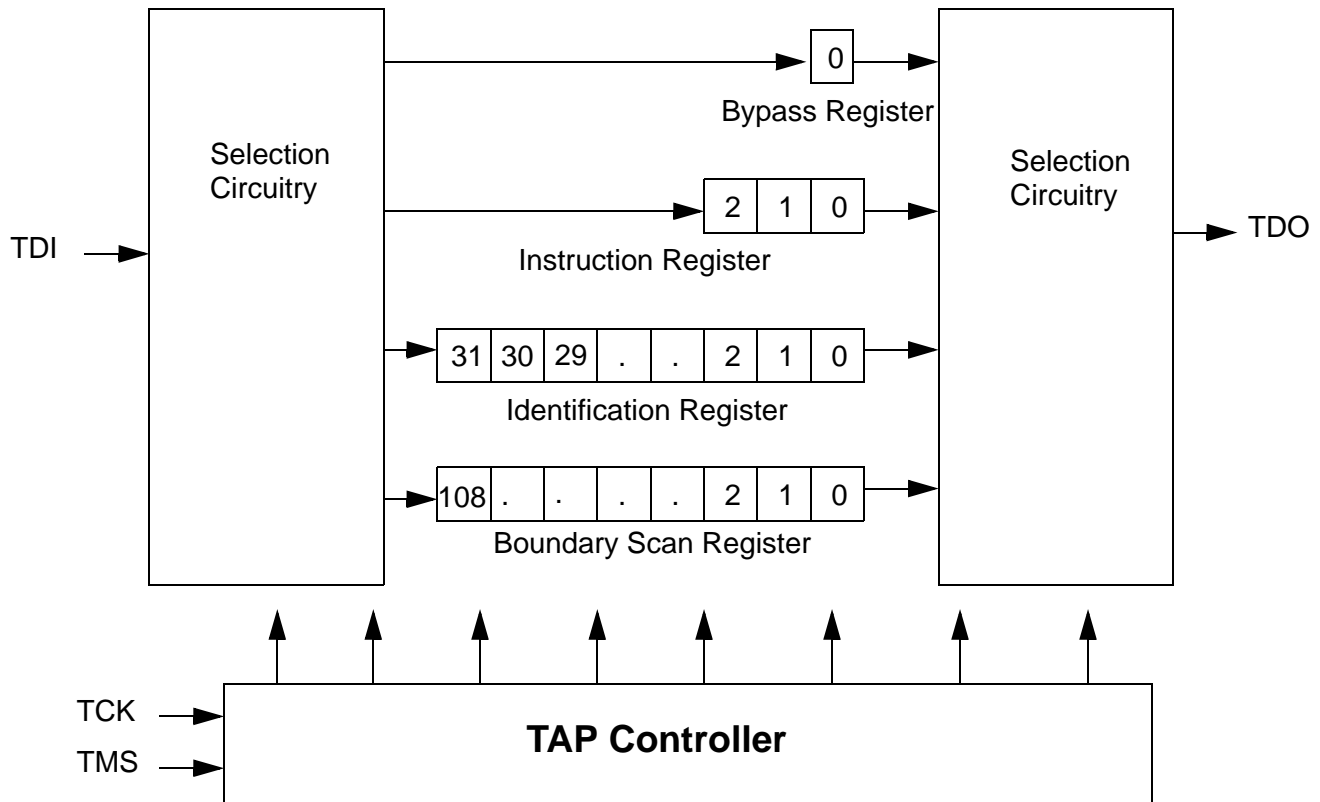 0
Bypass Register
Selection
Circuitry
Selection
Circuitry
2 1 0
TDI
TDO
Instruction Register
31 30 29 . . 2 1 0
Identification Register
108 . . . . 2 1 0
Boundary Scan Register
TCK
TMS
TAP Controller